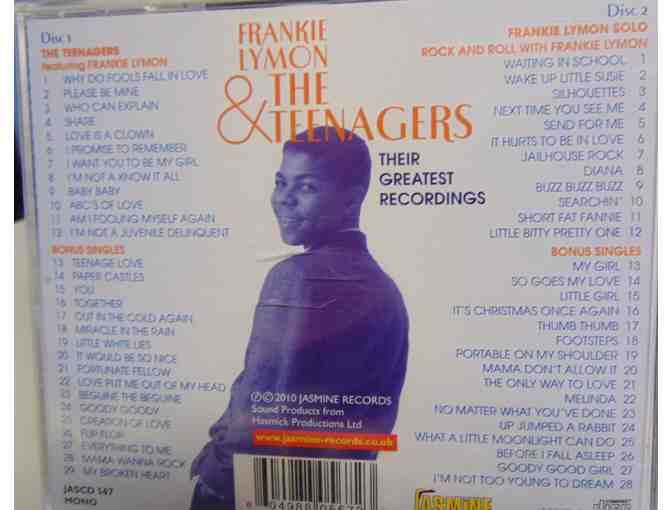 Disc 1
THE TEENAGERS
featuring FRANKIE LYMON
1 WHY DO FOOLS FALL IN LOVE
2 PLEASE BE MINE
3 WHO CAN EXPLAIN
4 SHARE
5 LOVE IS A CLOWN
6 I PROMISE TO REMEMBER
7 I WANT YOU TO BE MY GIRL
8 I'M NOT A KNOW IT ALL
9 BABY BABY
10 ABC'S OF LOVE
11 AM I FOOLING MYSELF AGAIN
12 I'M NOT A JUVENILE DELINQUENT
BONUS SINGLES
13 TEENAGE LOVE
14 PAPER CASTLES
15 YOU
16 TOGETHER
17 OUT IN THE COLD AGAIN
18 MIRACLE IN THE RAIN
19 LITTLE WHITE LIES
20 IT WOULD BE SO NICE
21 FORTUNATE FELLOW
22 LOVE PUT ME OUT OF MY HEAD
23 BEGUINE THE BEGUINE
24 GOODY GOODY
25 CREATION OF LOVE
26 FLIP FLOP
27 EVERYTHING TO ME
28 MAMA WANNA ROCK
29 MY BROKEN HEART
JASCD 147
MONO
FRANKIE
LYMON
& THE
TEENAGERS
THEIR
GREATEST
RECORDINGS
℗© 2010 JASMINE RECORDS
Sound Products from
Hasmick Productions Ltd
www.jasmine-records.co.uk
Disc 2
FRANKIE LYMON SOLO
ROCK AND ROLL WITH FRANKIE LYMON
WAITING IN SCHOOL 1
WAKE UP LITTLE SUSIE 2
SILHOUETTES 3
NEXT TIME YOU SEE ME 4
SEND FOR ME 5
IT HURTS TO BE IN LOVE 6
JAILHOUSE ROCK 7
DIANA 8
BUZZ BUZZ BUZZ 9
SEARCHIN' 10
SHORT FAT FANNIE 11
LITTLE BITTY PRETTY ONE 12
BONUS SINGLES
MY GIRL 13
SO GOES MY LOVE 14
LITTLE GIRL 15
IT'S CHRISTMAS ONCE AGAIN 16
THUMB THUMB 17
FOOTSTEPS 18
PORTABLE ON MY SHOULDER 19
MAMA DON'T ALLOW IT 20
THE ONLY WAY TO LOVE 21
MELINDA 22
NO MATTER WHAT YOU'VE DONE 23
UP JUMPED A RABBIT 24
WHAT A LITTLE MOONLIGHT CAN DO 25
BEFORE I FALL ASLEEP 26
GOODY GOOD GIRL 27
I'M NOT TOO YOUNG TO DREAM 28
JASMINE